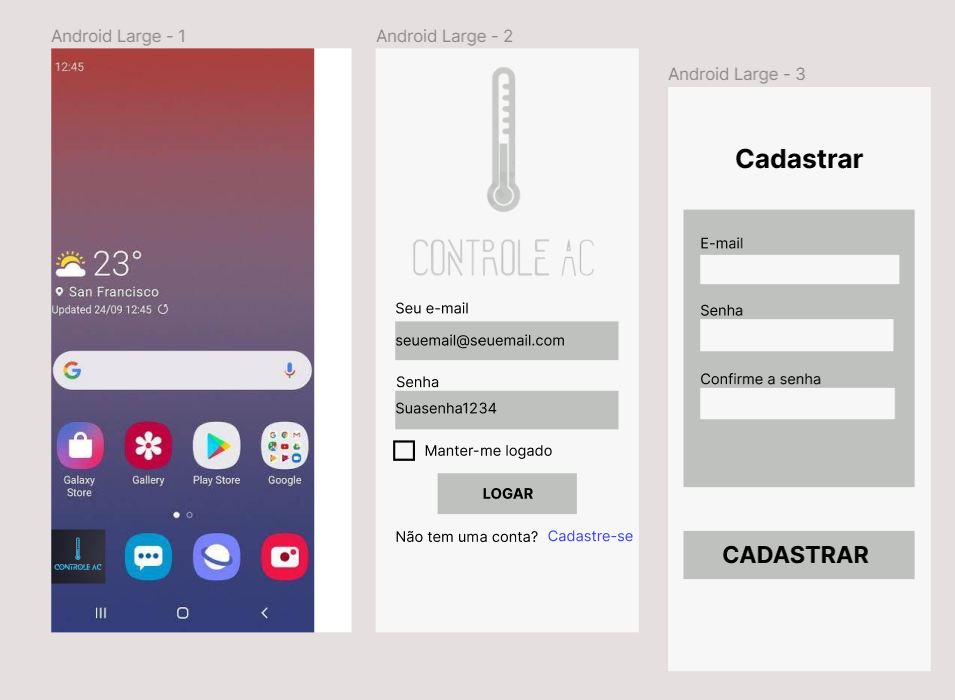 Android Large - 1
12:45
23°
San Francisco
Updated 24/09 12:45
G
Galaxy
Store
Gallery
Play Store
Google
CONTROLE AC
Android Large - 2
CONTROLE AC
Seu e-mail
seuemail@seuemail.com
Senha
Suasenha1234
Manter-me logado
LOGAR
Não tem uma conta? Cadastre-se
Android Large - 3
Cadastrar
E-mail
Senha
Confirme a senha
CADASTRAR